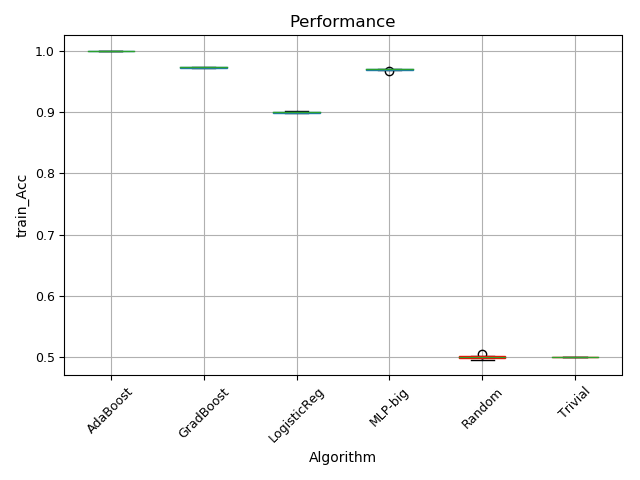 Performance
train_Acc
1.0
0.9
0.8
0.7
0.6
0.5
AdaBoost
GradBoost
LogisticReg
MLP-big
Random
Trivial
Algorithm